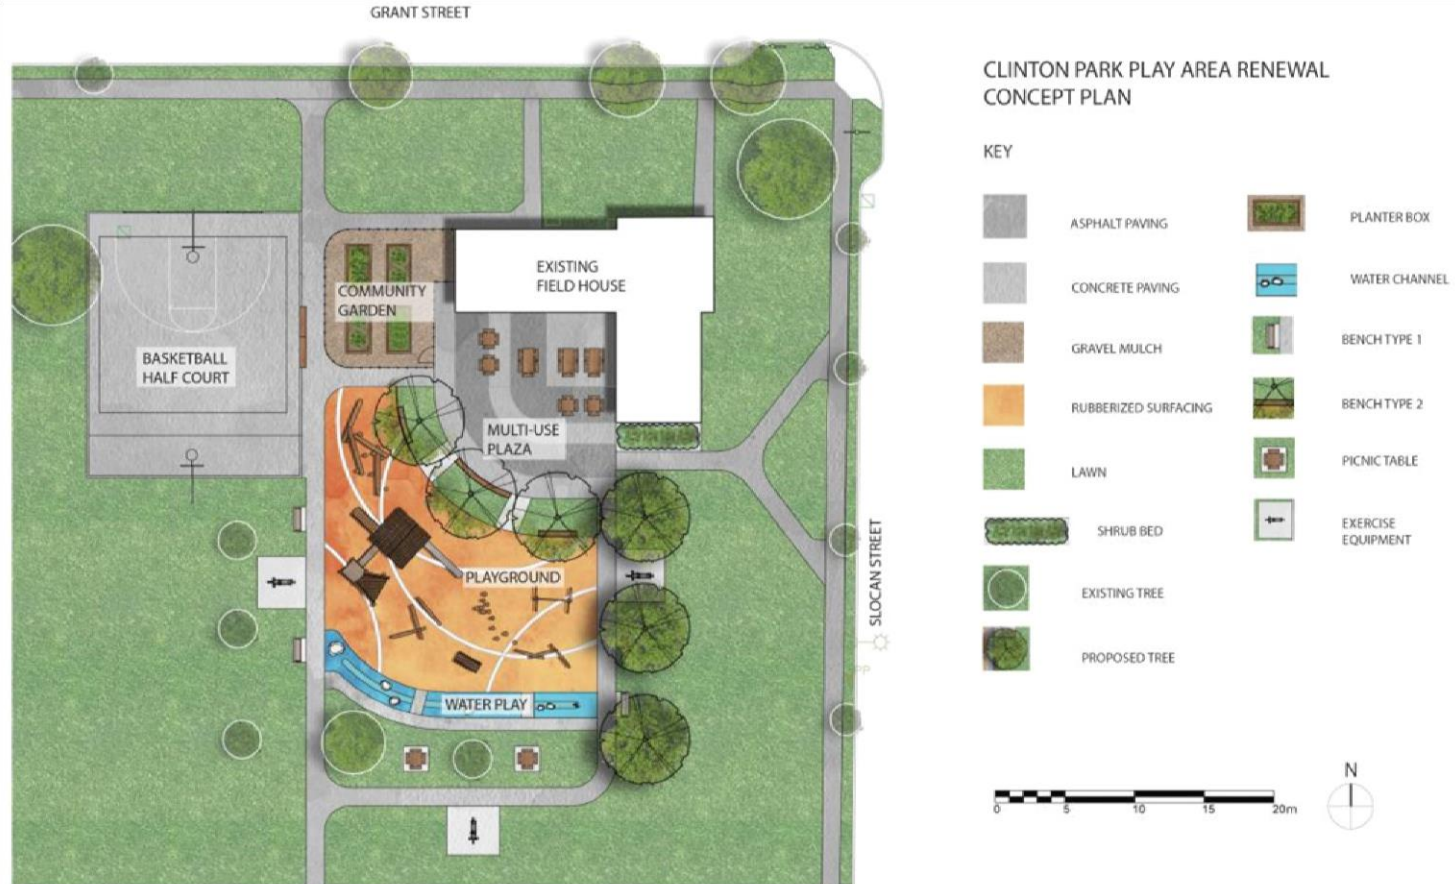 GRANT STREET
CLINTON PARK PLAY AREA RENEWAL
CONCEPT PLAN
KEY
ASPHALT PAVING
PLANTER BOX
CONCRETE PAVING
WATER CHANNEL
GRAVEL MULCH
BENCH TYPE 1
RUBBERIZED SURFACING
BENCH TYPE 2
LAWN
PICNIC TABLE
SHRUB BED
EXERCISE
EQUIPMENT
EXISTING TREE
PROPOSED TREE
EXISTING
FIELD HOUSE
COMMUNITY
GARDEN
BASKETBALL
HALF COURT
MULTI-USE
PLAZA
PLAYGROUND
WATER PLAY
SLOCAN STREET
PP
N
0 5 10 15 20m